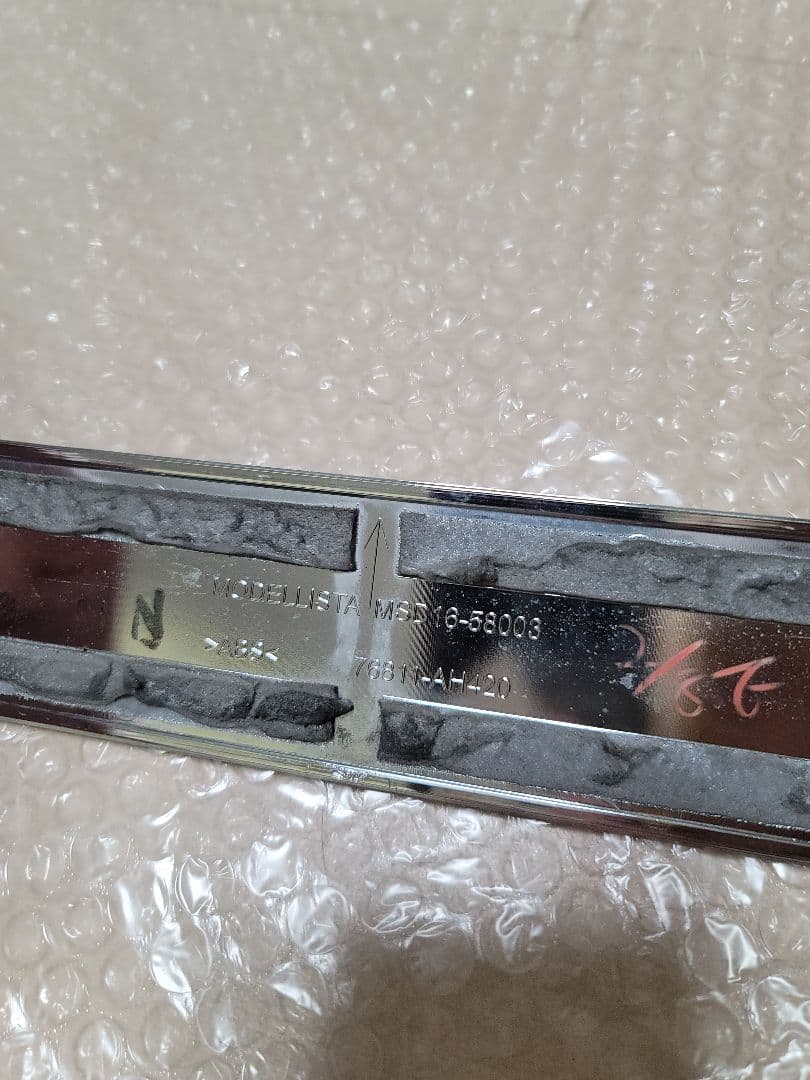 MODELLISTA MSD16-58003
>ABS<
76811-AH420
N